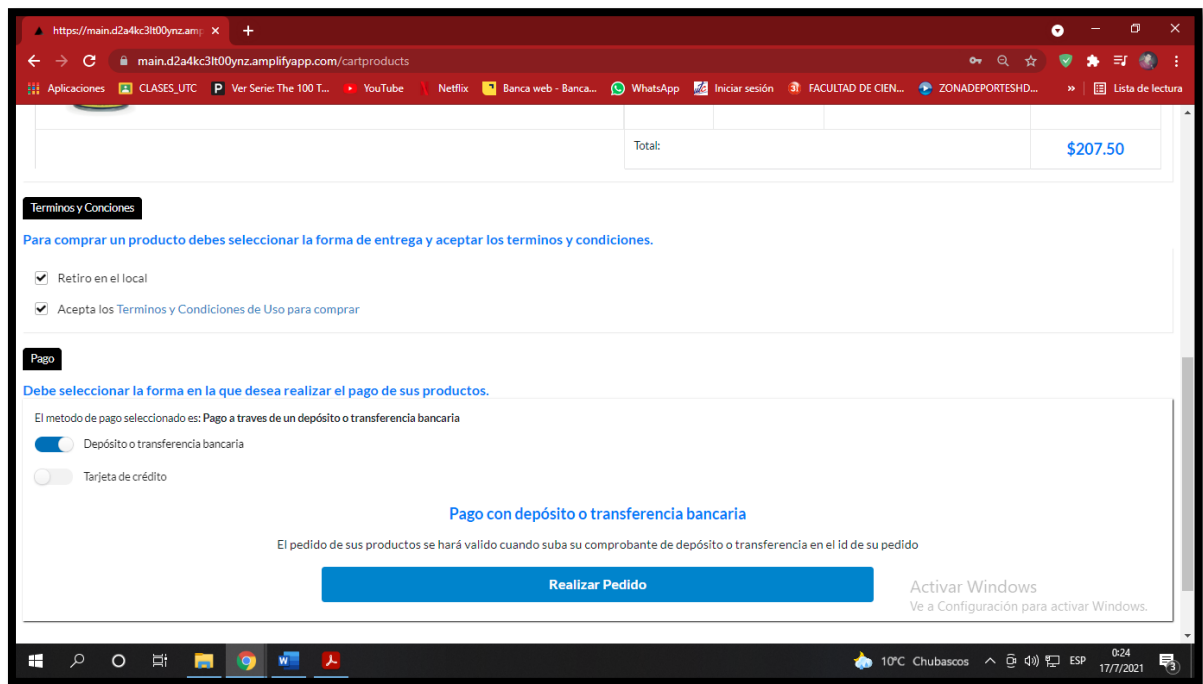 https://main.d2a4kc3lt00ynz.amp
main.d2a4kc3lt00ynz.amplifyapp.com/cartproducts
Aplicaciones CLASES_UTC Ver Serie: The 100 T... YouTube Netflix Banca web - Banca... WhatsApp Iniciar sesión FACULTAD DE CIEN... ZONADEPORTESHD... » Lista de lectura
Total: $207.50
Terminos y Conciones
Para comprar un producto debes seleccionar la forma de entrega y aceptar los terminos y condiciones.
Retiro en el local
Acepta los Terminos y Condiciones de Uso para comprar
Pago
Debe seleccionar la forma en la que desea realizar el pago de sus productos.
El metodo de pago seleccionado es: Pago a traves de un depósito o transferencia bancaria
Depósito o transferencia bancaria
Tarjeta de crédito
Pago con depósito o transferencia bancaria
El pedido de sus productos se hará valido cuando suba su comprobante de depósito o transferencia en el id de su pedido
Realizar Pedido
Activar Windows
Ve a Configuración para activar Windows.
10°C Chubascos ESP 0:24
17/7/2021 3